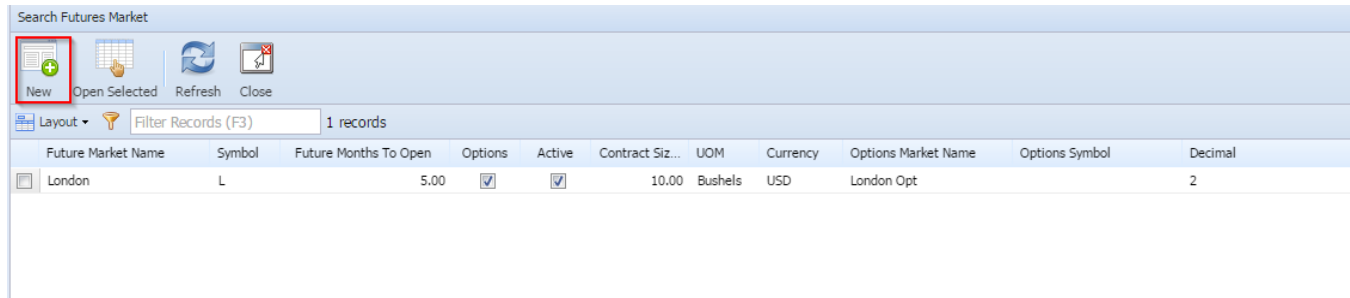 Search Futures Market
New Open Selected Refresh Close
Layout Filter Records (F3) 1 records
Future Market Name Symbol Future Months To Open Options Active Contract Siz... UOM Currency Options Market Name Options Symbol Decimal
London L 5.00 10.00 Bushels USD London Opt 2